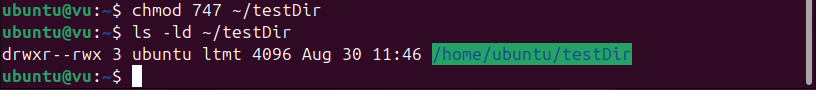 ubuntu@vu:~$ chmod 747 ~/testDir
ubuntu@vu:~$ ls -ld ~/testDir
drwxr--rwx 3 ubuntu ltmt 4096 Aug 30 11:46 /home/ubuntu/testDir
ubuntu@vu:~$